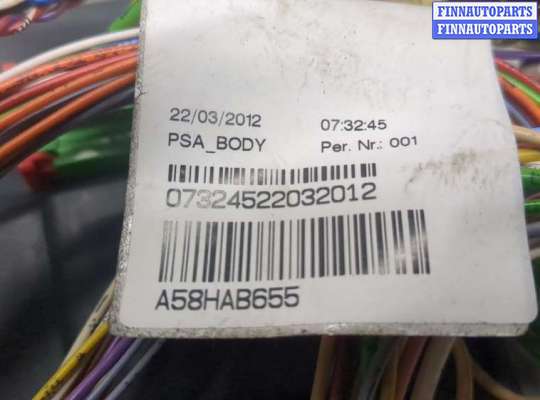 FINNAUTOPARTS
FINNAUTOPARTS
22/03/2012 07:32:45
PSA_BODY Per. Nr.: 001
07324522032012
A58HAB655